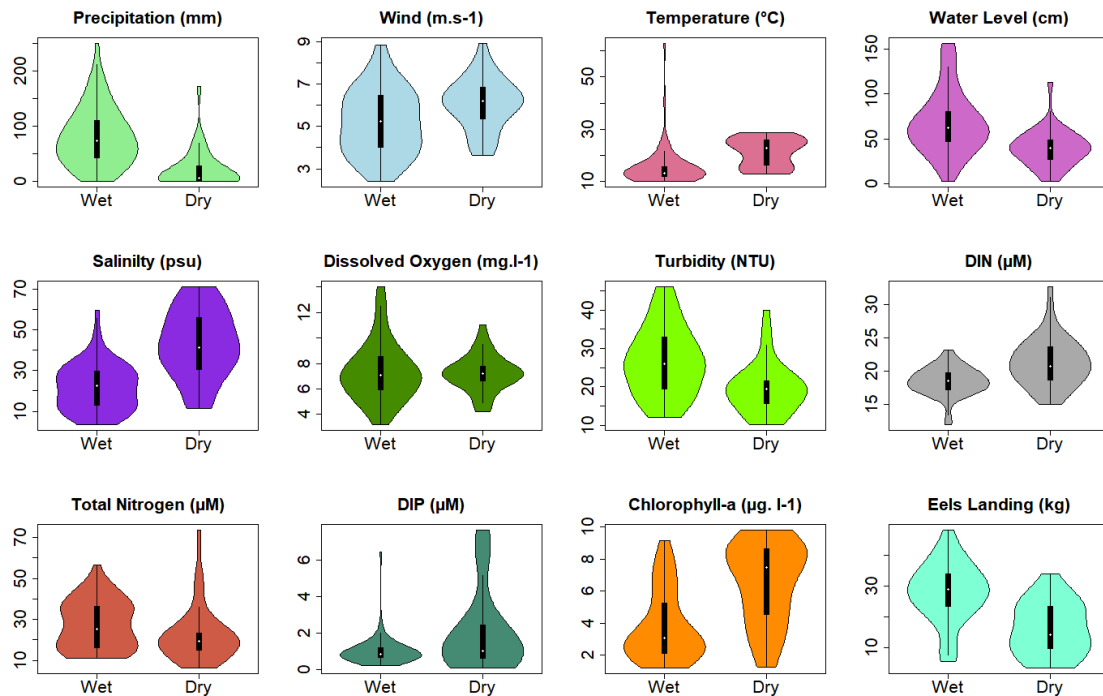 Precipitation (mm) Wind (m.s-1) Temperature (°C) Water Level (cm)
0 100 200 3 5 7 9 10 30 50 0 50 100 150
Wet Dry Wet Dry Wet Dry Wet Dry
Salinilty (psu) Dissolved Oxygen (mg.l-1) Turbidity (NTU) DIN (µM)
10 30 50 70 4 6 8 12 10 20 30 40 15 20 25 30
Wet Dry Wet Dry Wet Dry Wet Dry
Total Nitrogen (µM) DIP (µM) Chlorophyll-a (µg. l-1) Eels Landing (kg)
10 30 50 70 0 2 4 6 2 4 6 8 10 10 30
Wet Dry Wet Dry Wet Dry Wet Dry